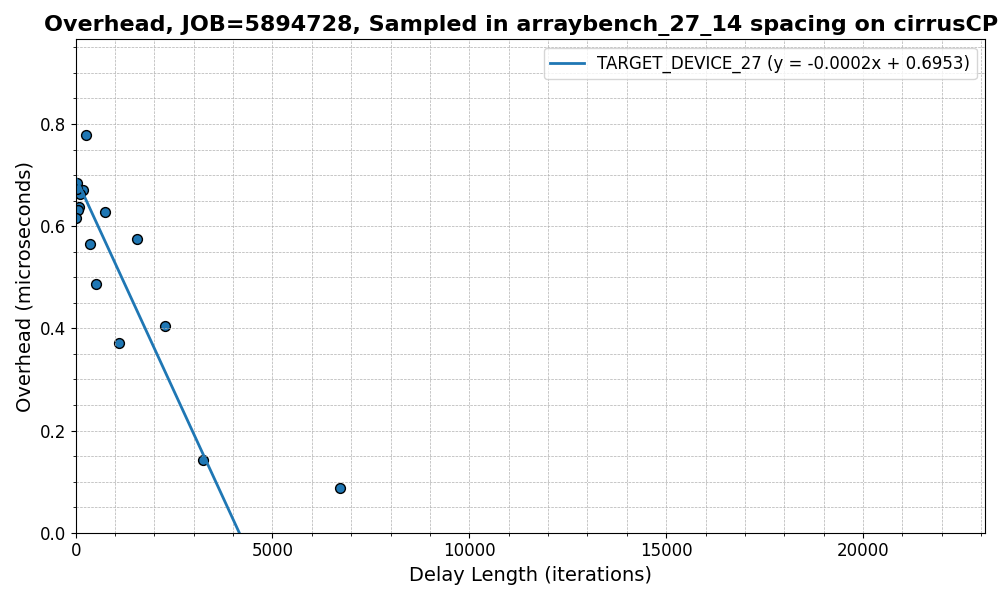 Overhead, JOB=5894728, Sampled in arraybench_27_14 spacing on cirrusCP
TARGET_DEVICE_27 (y = -0.0002x + 0.6953)
Overhead (microseconds)
0.8
0.6
0.4
0.2
0.0
0 5000 10000 15000 20000
Delay Length (iterations)